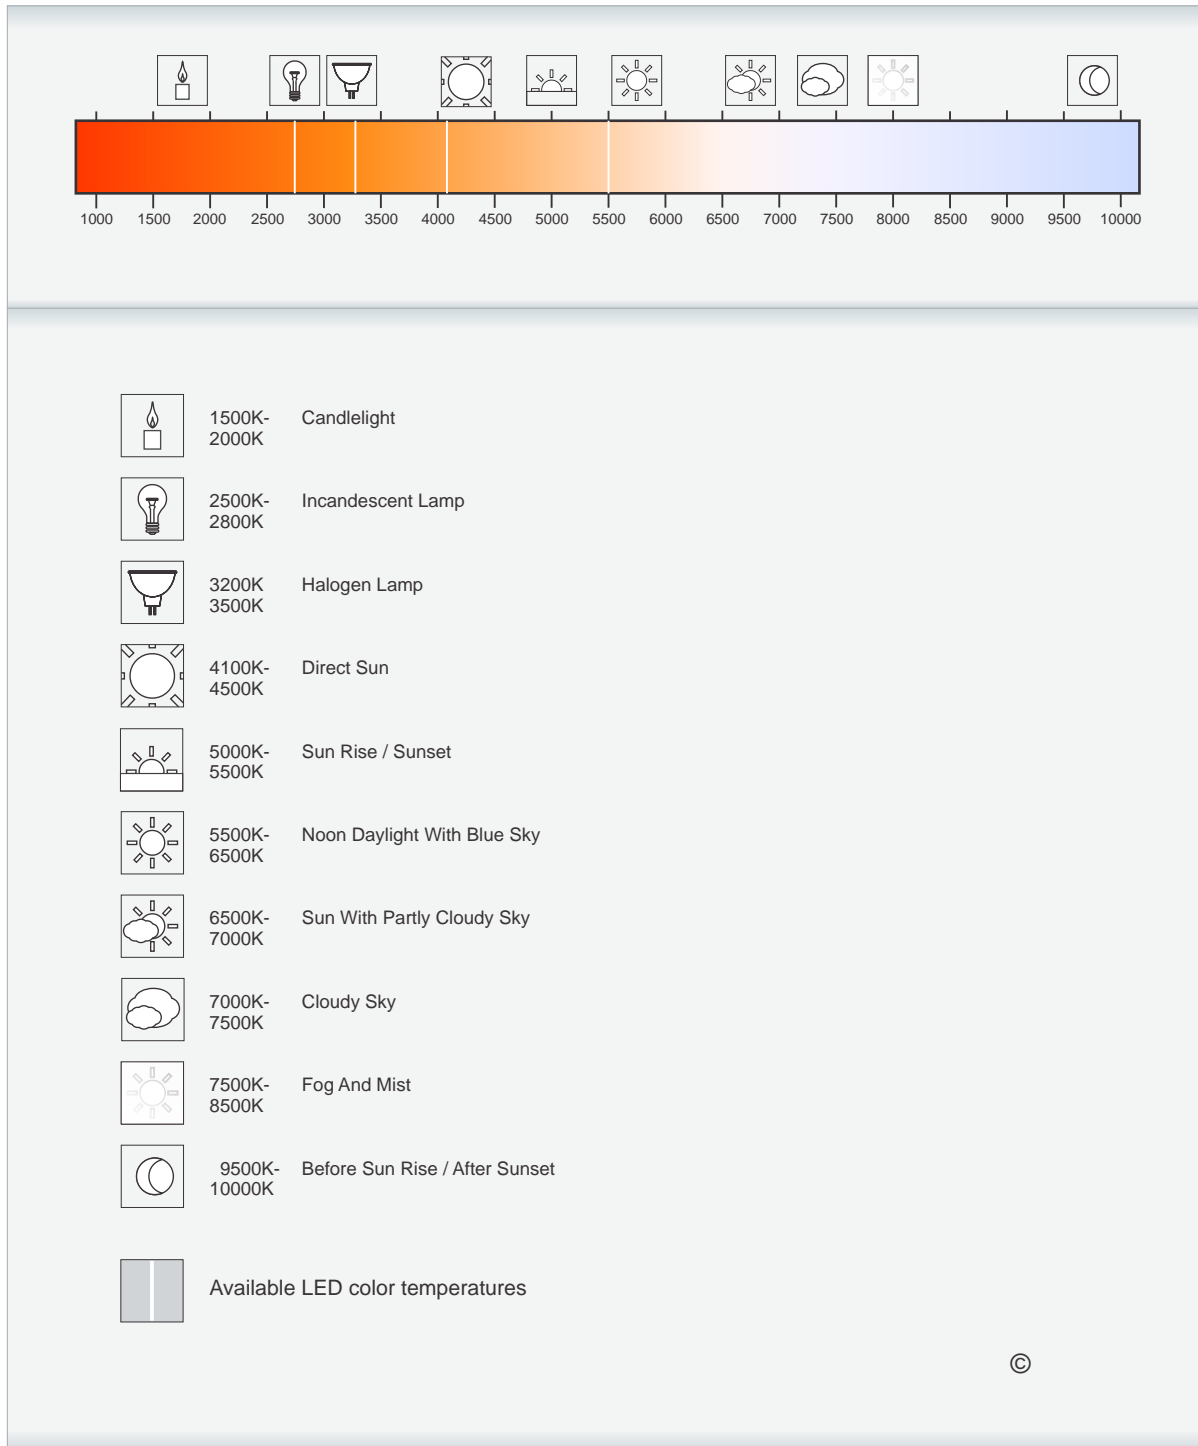 1000 1500 2000 2500 3000 3500 4000 4500 5000 5500 6000 6500 7000 7500 8000 8500 9000 9500 10000
1500K- Candlelight
2000K
2500K- Incandescent Lamp
2800K
3200K Halogen Lamp
3500K
4100K- Direct Sun
4500K
5000K- Sun Rise / Sunset
5500K
5500K- Noon Daylight With Blue Sky
6500K
6500K- Sun With Partly Cloudy Sky
7000K
7000K- Cloudy Sky
7500K
7500K- Fog And Mist
8500K
9500K- Before Sun Rise / After Sunset
10000K
Available LED color temperatures
©